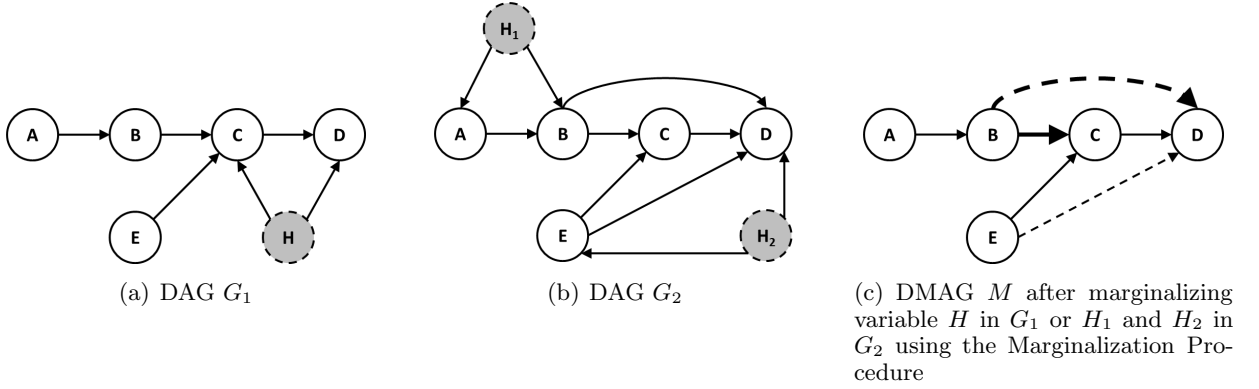 H₁
A B C D
E H
A B C D
E H₂
A B C D
E
(a) DAG G₁
(b) DAG G₂
(c) DMAG M after marginalizing
variable H in G₁ or H₁ and H₂ in
G₂ using the Marginalization Pro-
cedure